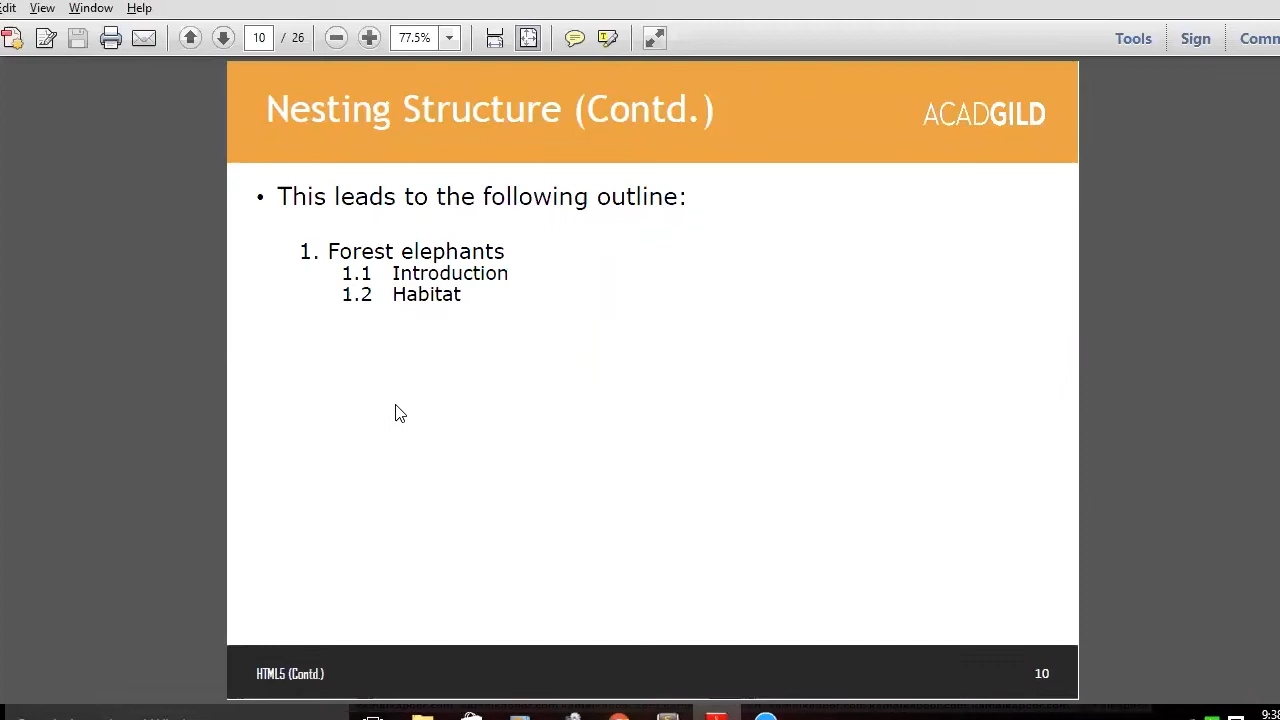 Edit View Window Help
10 / 26 77.5% Tools Sign Comm
Nesting Structure (Contd.)
ACADGILD
• This leads to the following outline:
1. Forest elephants
1.1 Introduction
1.2 Habitat
HTML5 (Contd.)
10